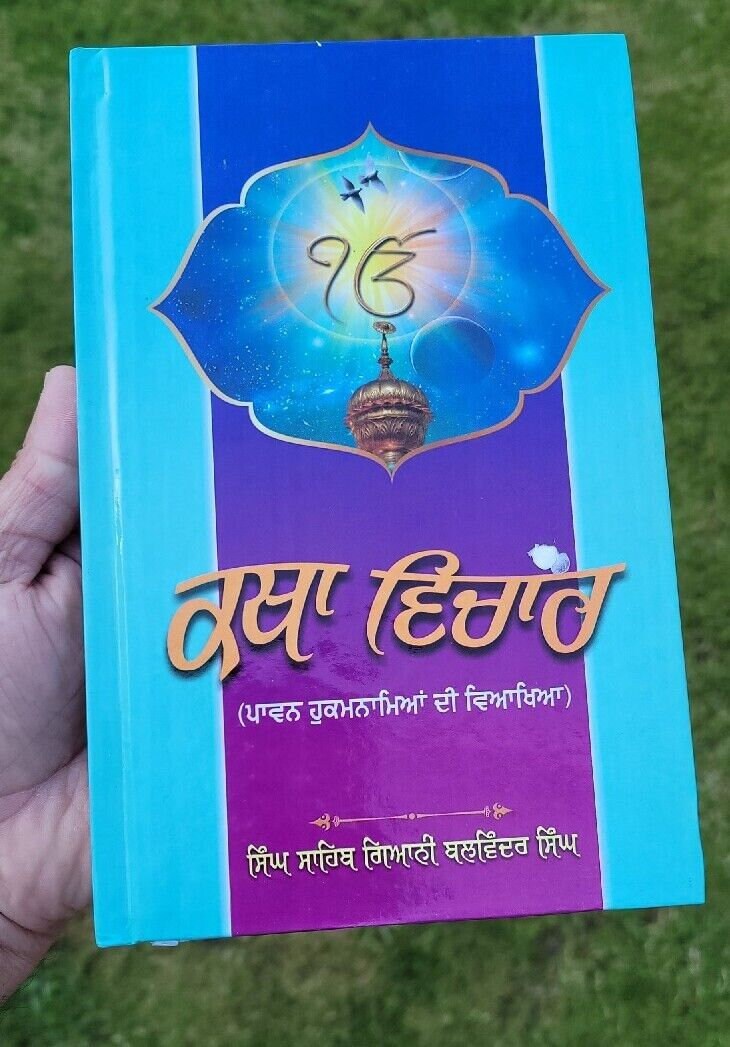 ੴ
ਕਥਾ ਵਿਚਾਰ
(ਪਾਵਨ ਹੁਕਮਨਾਮਿਆਂ ਦੀ ਵਿਆਖਿਆ)
ਸਿੰਘ ਸਾਹਿਬ ਗਿਆਨੀ ਬਲਵਿੰਦਰ ਸਿੰਘ